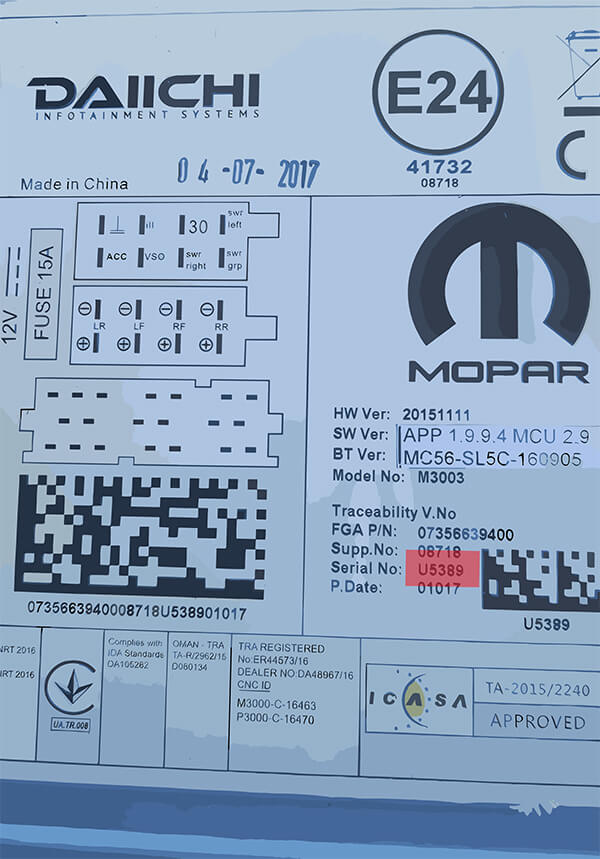 DAIICHI
INFOTAINMENT SYSTEMS
E24
41732
08718
Made in China
04-07-2017
⊥ ill 30 swr left
ACC VSO swr right swr grp
12V
FUSE 15A
LR LF RF RR
MOPAR
HW Ver: 20151111
SW Ver: APP 1.9.9.4 MCU 2.9
BT Ver: MC56-SL5C-160905
Model No: M3003
Traceability V.No
FGA P/N: 07356639400
Supp.No: 08718
Serial No: U5389
P.Date: 01017
U5389
0735663940008718U538901017
NRT 2016
NRT 2016
UA.TR.008
Complies with
IDA Standards
DA105282
OMAN - TRA
TA-R/2962/15
D080134
TRA REGISTERED
No:ER44573/16
DEALER NO:DA48967/16
CNC ID
M3000-C-16463
P3000-C-16470
ICASA
TA-2015/2240
APPROVED